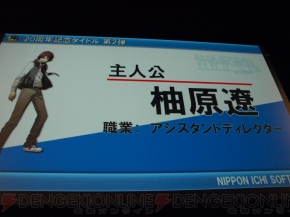 20周年記念タイトル 第2弾
主人公
柚原遼
職業: アシスタントディレクター
NIPPON ICHI SOFT
DENGEKIONLINE